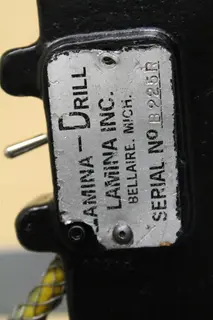 LAMINA-DRILL
LAMINA INC.
BELLAIRE, MICH.
SERIAL NO B225R